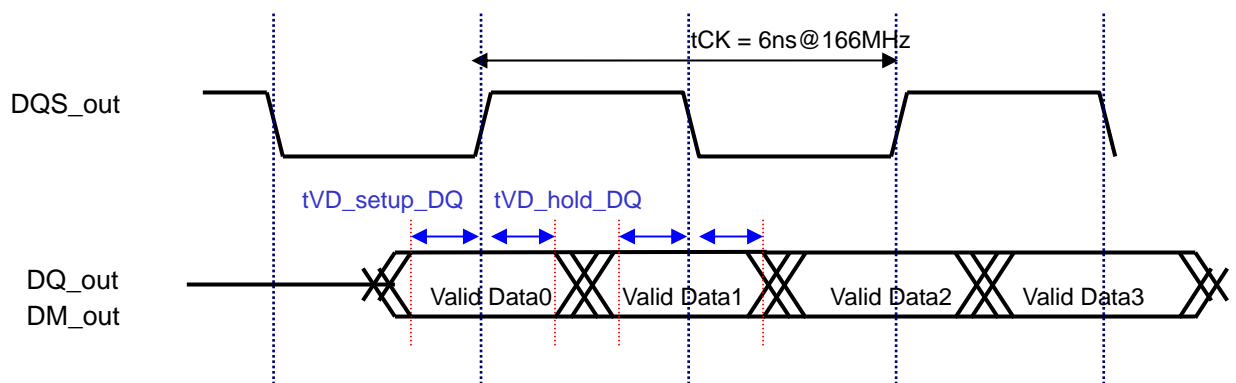 tCK = 6ns@166MHz
DQS_out
tVD_setup_DQ tVD_hold_DQ
DQ_out
DM_out
Valid Data0 Valid Data1 Valid Data2 Valid Data3